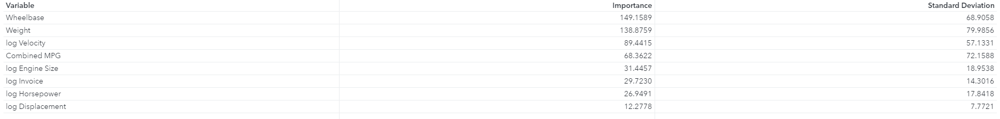 Variable Importance Standard Deviation
Wheelbase 149.1589 68.9058
Weight 138.8759 79.9856
log Velocity 89.4415 57.1331
Combined MPG 68.3622 72.1588
log Engine Size 31.4457 18.9538
log Invoice 29.7230 14.3016
log Horsepower 26.9491 17.8418
log Displacement 12.2778 7.7721